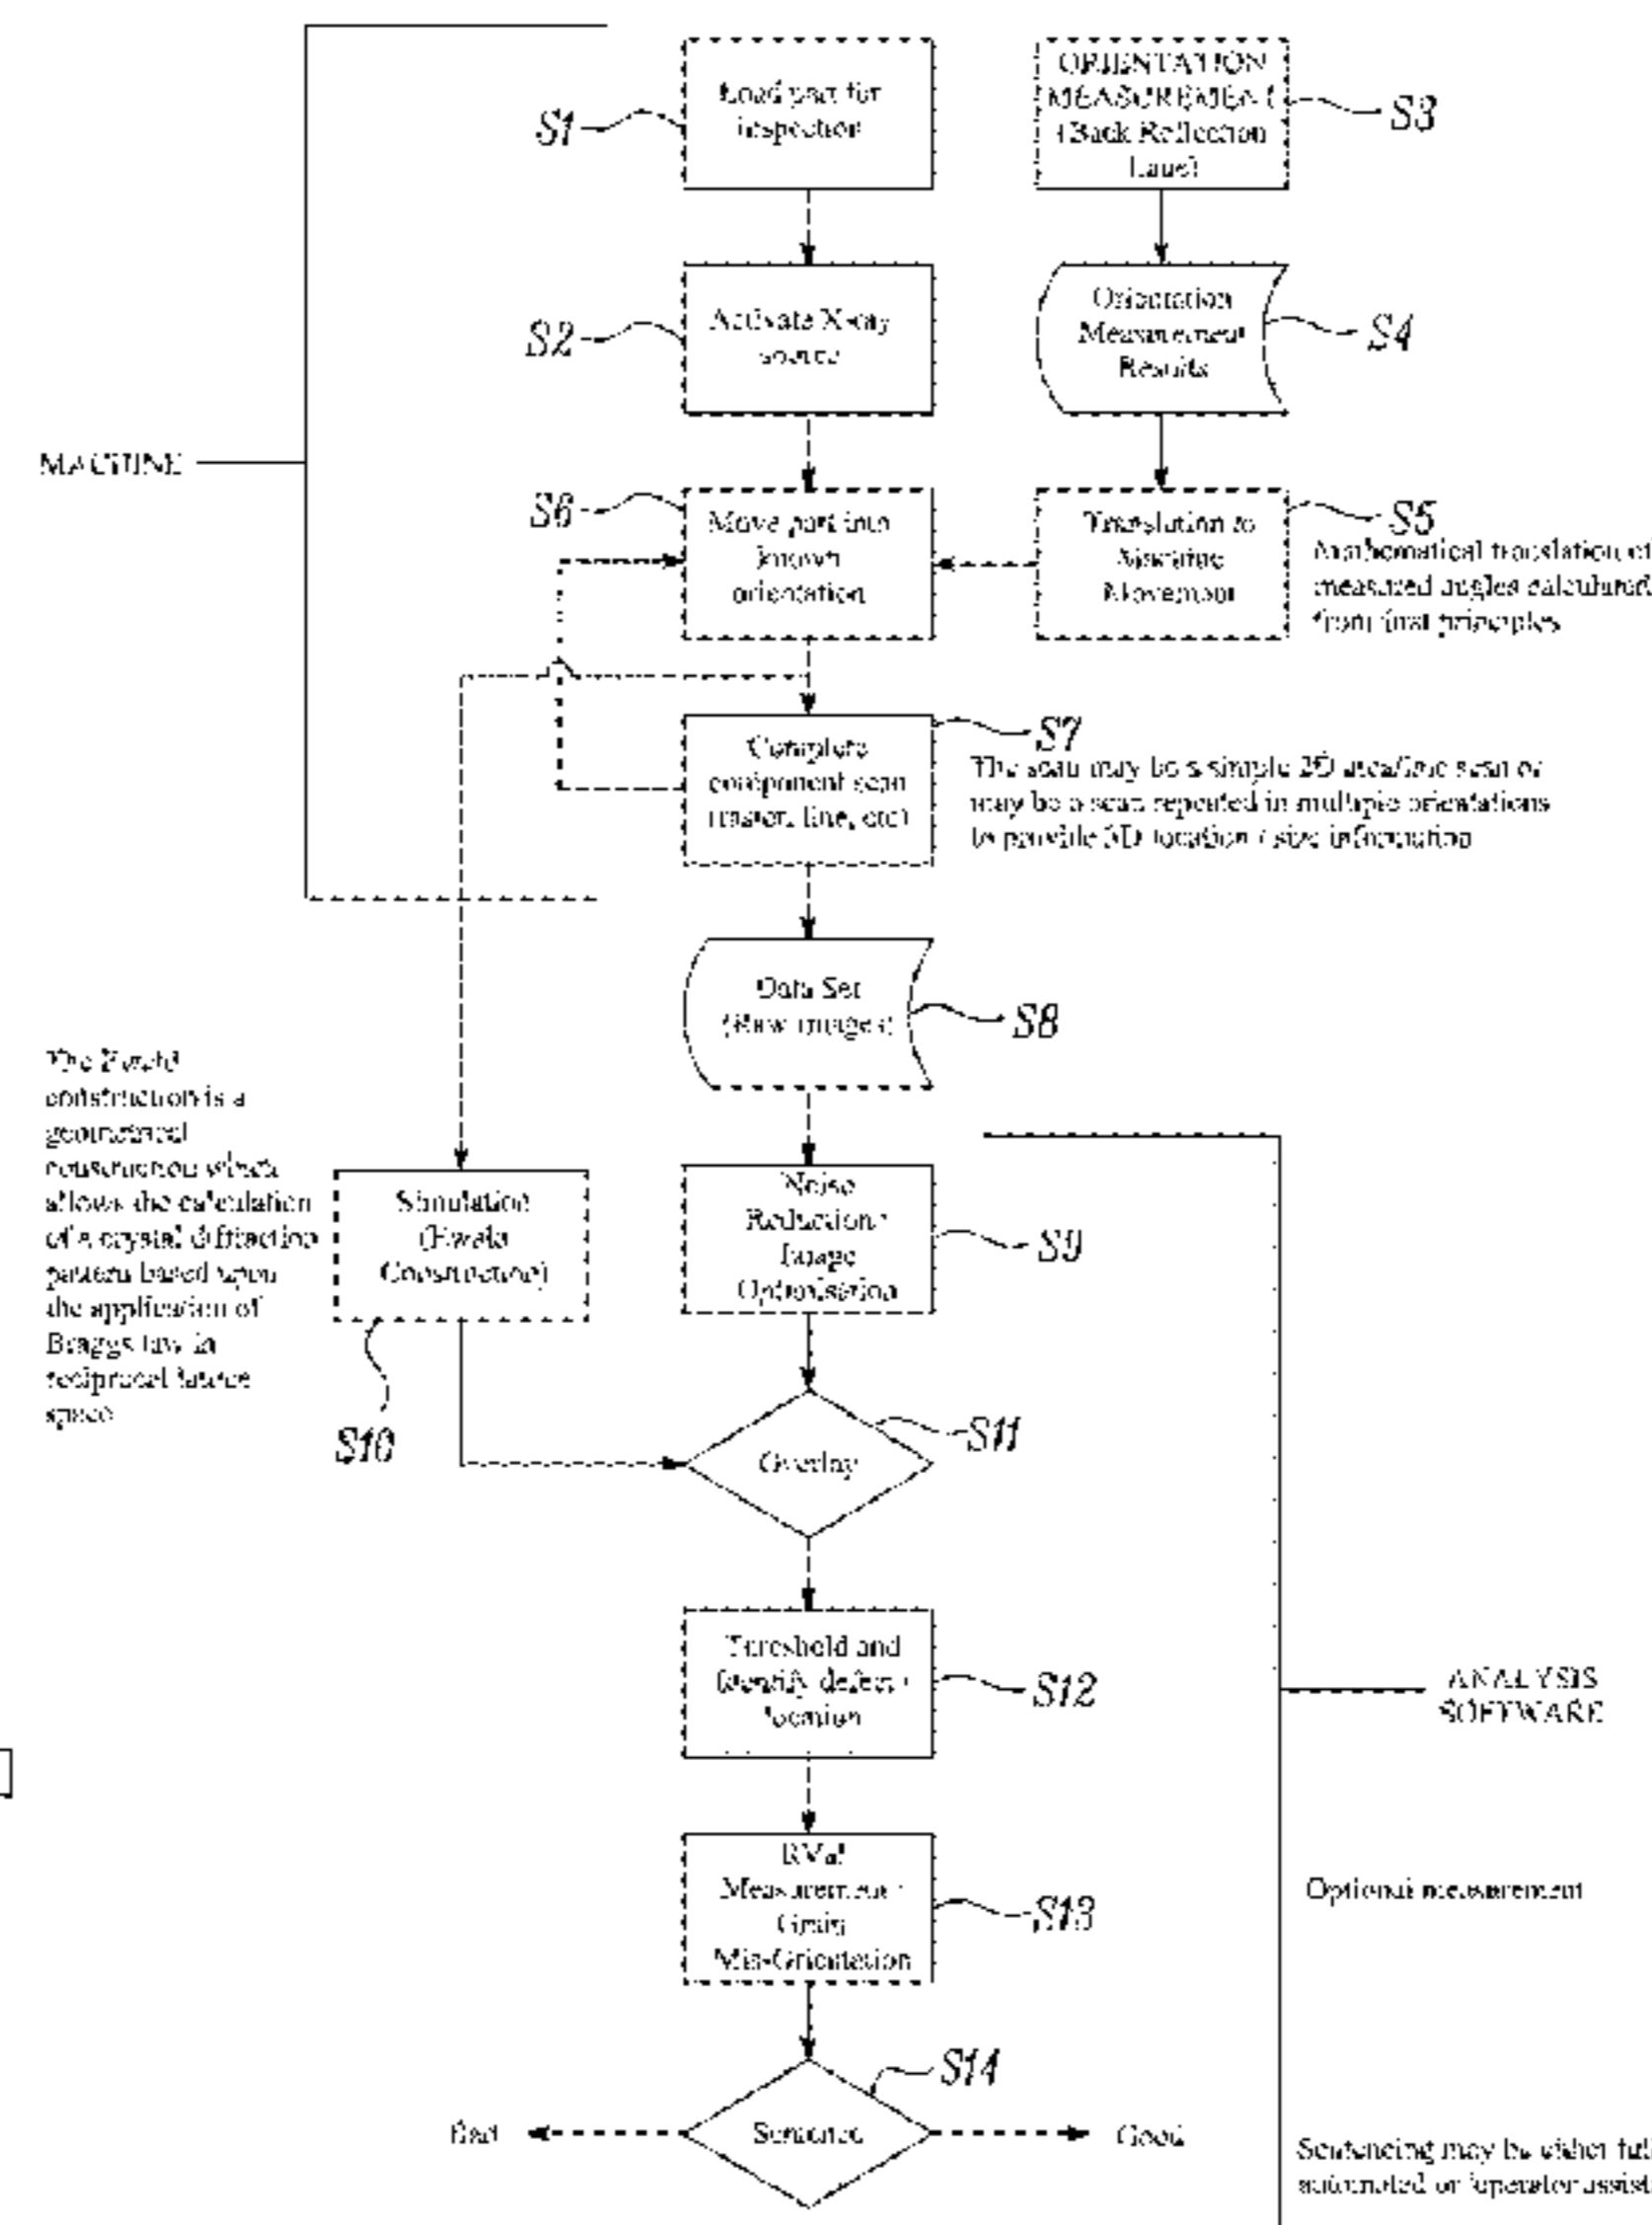 Load part for
inspection
S1
ORIENTATION
MEASUREMENT
(Back Reflection
Laue)
S3
Activate X-ray
source
S2
Orientation
Measurement
Results
S4
MACHINE
S6
Move part into
known
orientation
Translation to
Machine
Movement
S5
Mathematical translation of
measured angles calculated
from first principles
Complete
component scan
(raster, line, etc)
S7
The scan may be a simple 2D area/line scan or
may be a scan repeated in multiple orientations
to provide 3D location / size information
Data Set
(Raw images)
S8
The Ewald
construction is a
geometrical
construction which
allows the calculation
of a crystal diffraction
pattern based upon
the application of
Braggs law in
reciprocal lattice
space
Simulation
(Ewald
Construction)
S10
Noise
Reduction /
Image
Optimisation
S9
Overlay
S11
Threshold and
Identify defect /
location
S12
ANALYSIS
SOFTWARE
RVal
Measurement /
Grain
Mis-Orientation
S13
Optional measurement
S14
Bad
Sentence
Good
Sentencing may be either
automated or operator